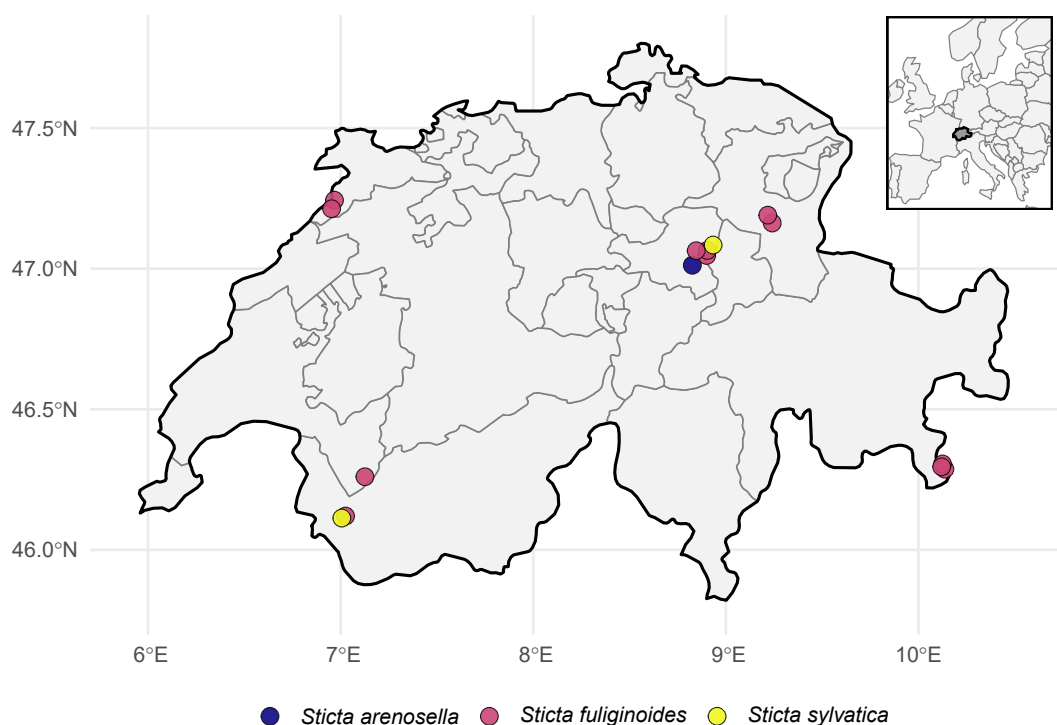 47.5°N
47.0°N
46.5°N
46.0°N
6°E 7°E 8°E 9°E 10°E
Sticta arenosella Sticta fuliginoides Sticta sylvatica